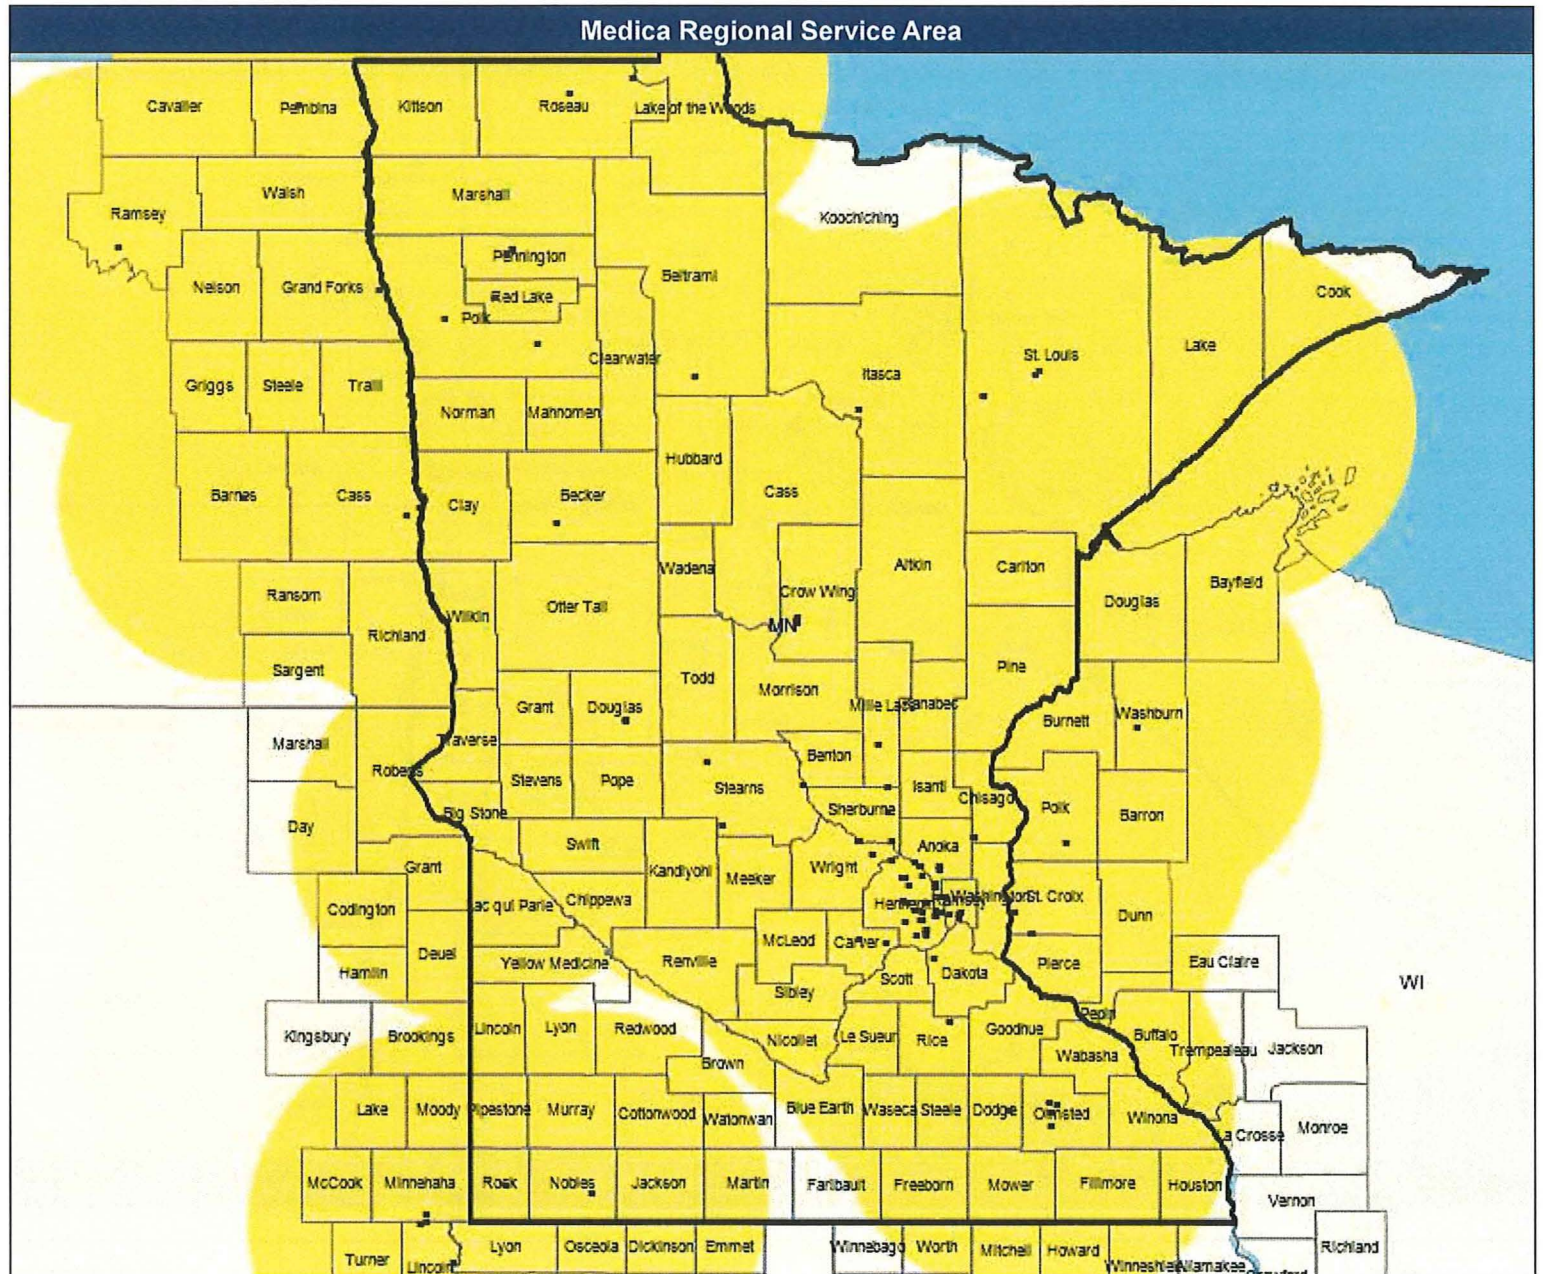 Medica Regional Service Area
Cavalier
Pembina
Kittson
Roseau
Lake of the Woods
Walsh
Marshall
Ramsey
Koochiching
Pennington
Nelson
Grand Forks
Beltrami
Red Lake
Cook
Polk
Clearwater
St. Louis
Lake
Griggs
Steele
Traill
Itasca
Norman
Mahnomen
Hubbard
Barnes
Cass
Clay
Becker
Cass
Wadena
Aitkin
Carlton
Ransom
Crow Wing
Douglas
Bayfield
Wilkin
Otter Tail
MN
Richland
Sargent
Todd
Pine
Morrison
Grant
Douglas
Mille Lacs
Kanabec
Burnett
Washburn
Marshall
Traverse
Roberts
Stevens
Pope
Benton
Stearns
Isanti
Chisago
Big Stone
Sherburne
Polk
Barron
Day
Swift
Anoka
Grant
Kandiyohi
Meeker
Wright
Codington
Lac qui Parle
Chippewa
Hennepin
Ramsey
Washington
St. Croix
Dunn
McLeod
Carver
Deuel
Hamlin
Yellow Medicine
Renville
Scott
Dakota
Pierce
Eau Claire
Sibley
WI
Pepin
Kingsbury
Brookings
Lincoln
Lyon
Redwood
Nicollet
Le Sueur
Rice
Goodhue
Buffalo
Wabasha
Trempealeau
Jackson
Brown
Lake
Moody
Pipestone
Murray
Cottonwood
Watonwan
Blue Earth
Waseca
Steele
Dodge
Olmsted
Winona
La Crosse
Monroe
McCook
Minnehaha
Rock
Nobles
Jackson
Martin
Faribault
Freeborn
Mower
Fillmore
Houston
Vernon
Turner
Lincoln
Lyon
Osceola
Dickinson
Emmet
Winnebago
Worth
Mitchell
Howard
Winneshiek
Allamakee
Richland
Crawford